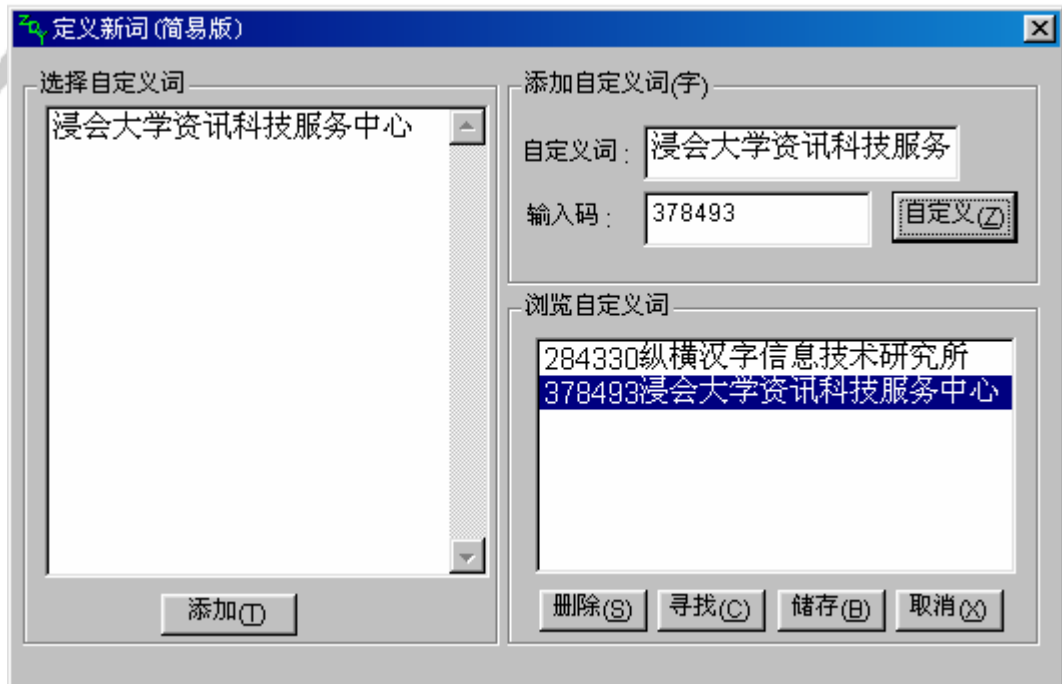 ZDY 定义新词(简易版)
选择自定义词
浸会大学资讯科技服务中心
添加(T)
添加自定义词(字)
自定义词: 浸会大学资讯科技服务
输入码: 378493 自定义(Z)
浏览自定义词
284330纵横汉字信息技术研究所
378493浸会大学资讯科技服务中心
删除(S) 寻找(C) 储存(B) 取消(X)